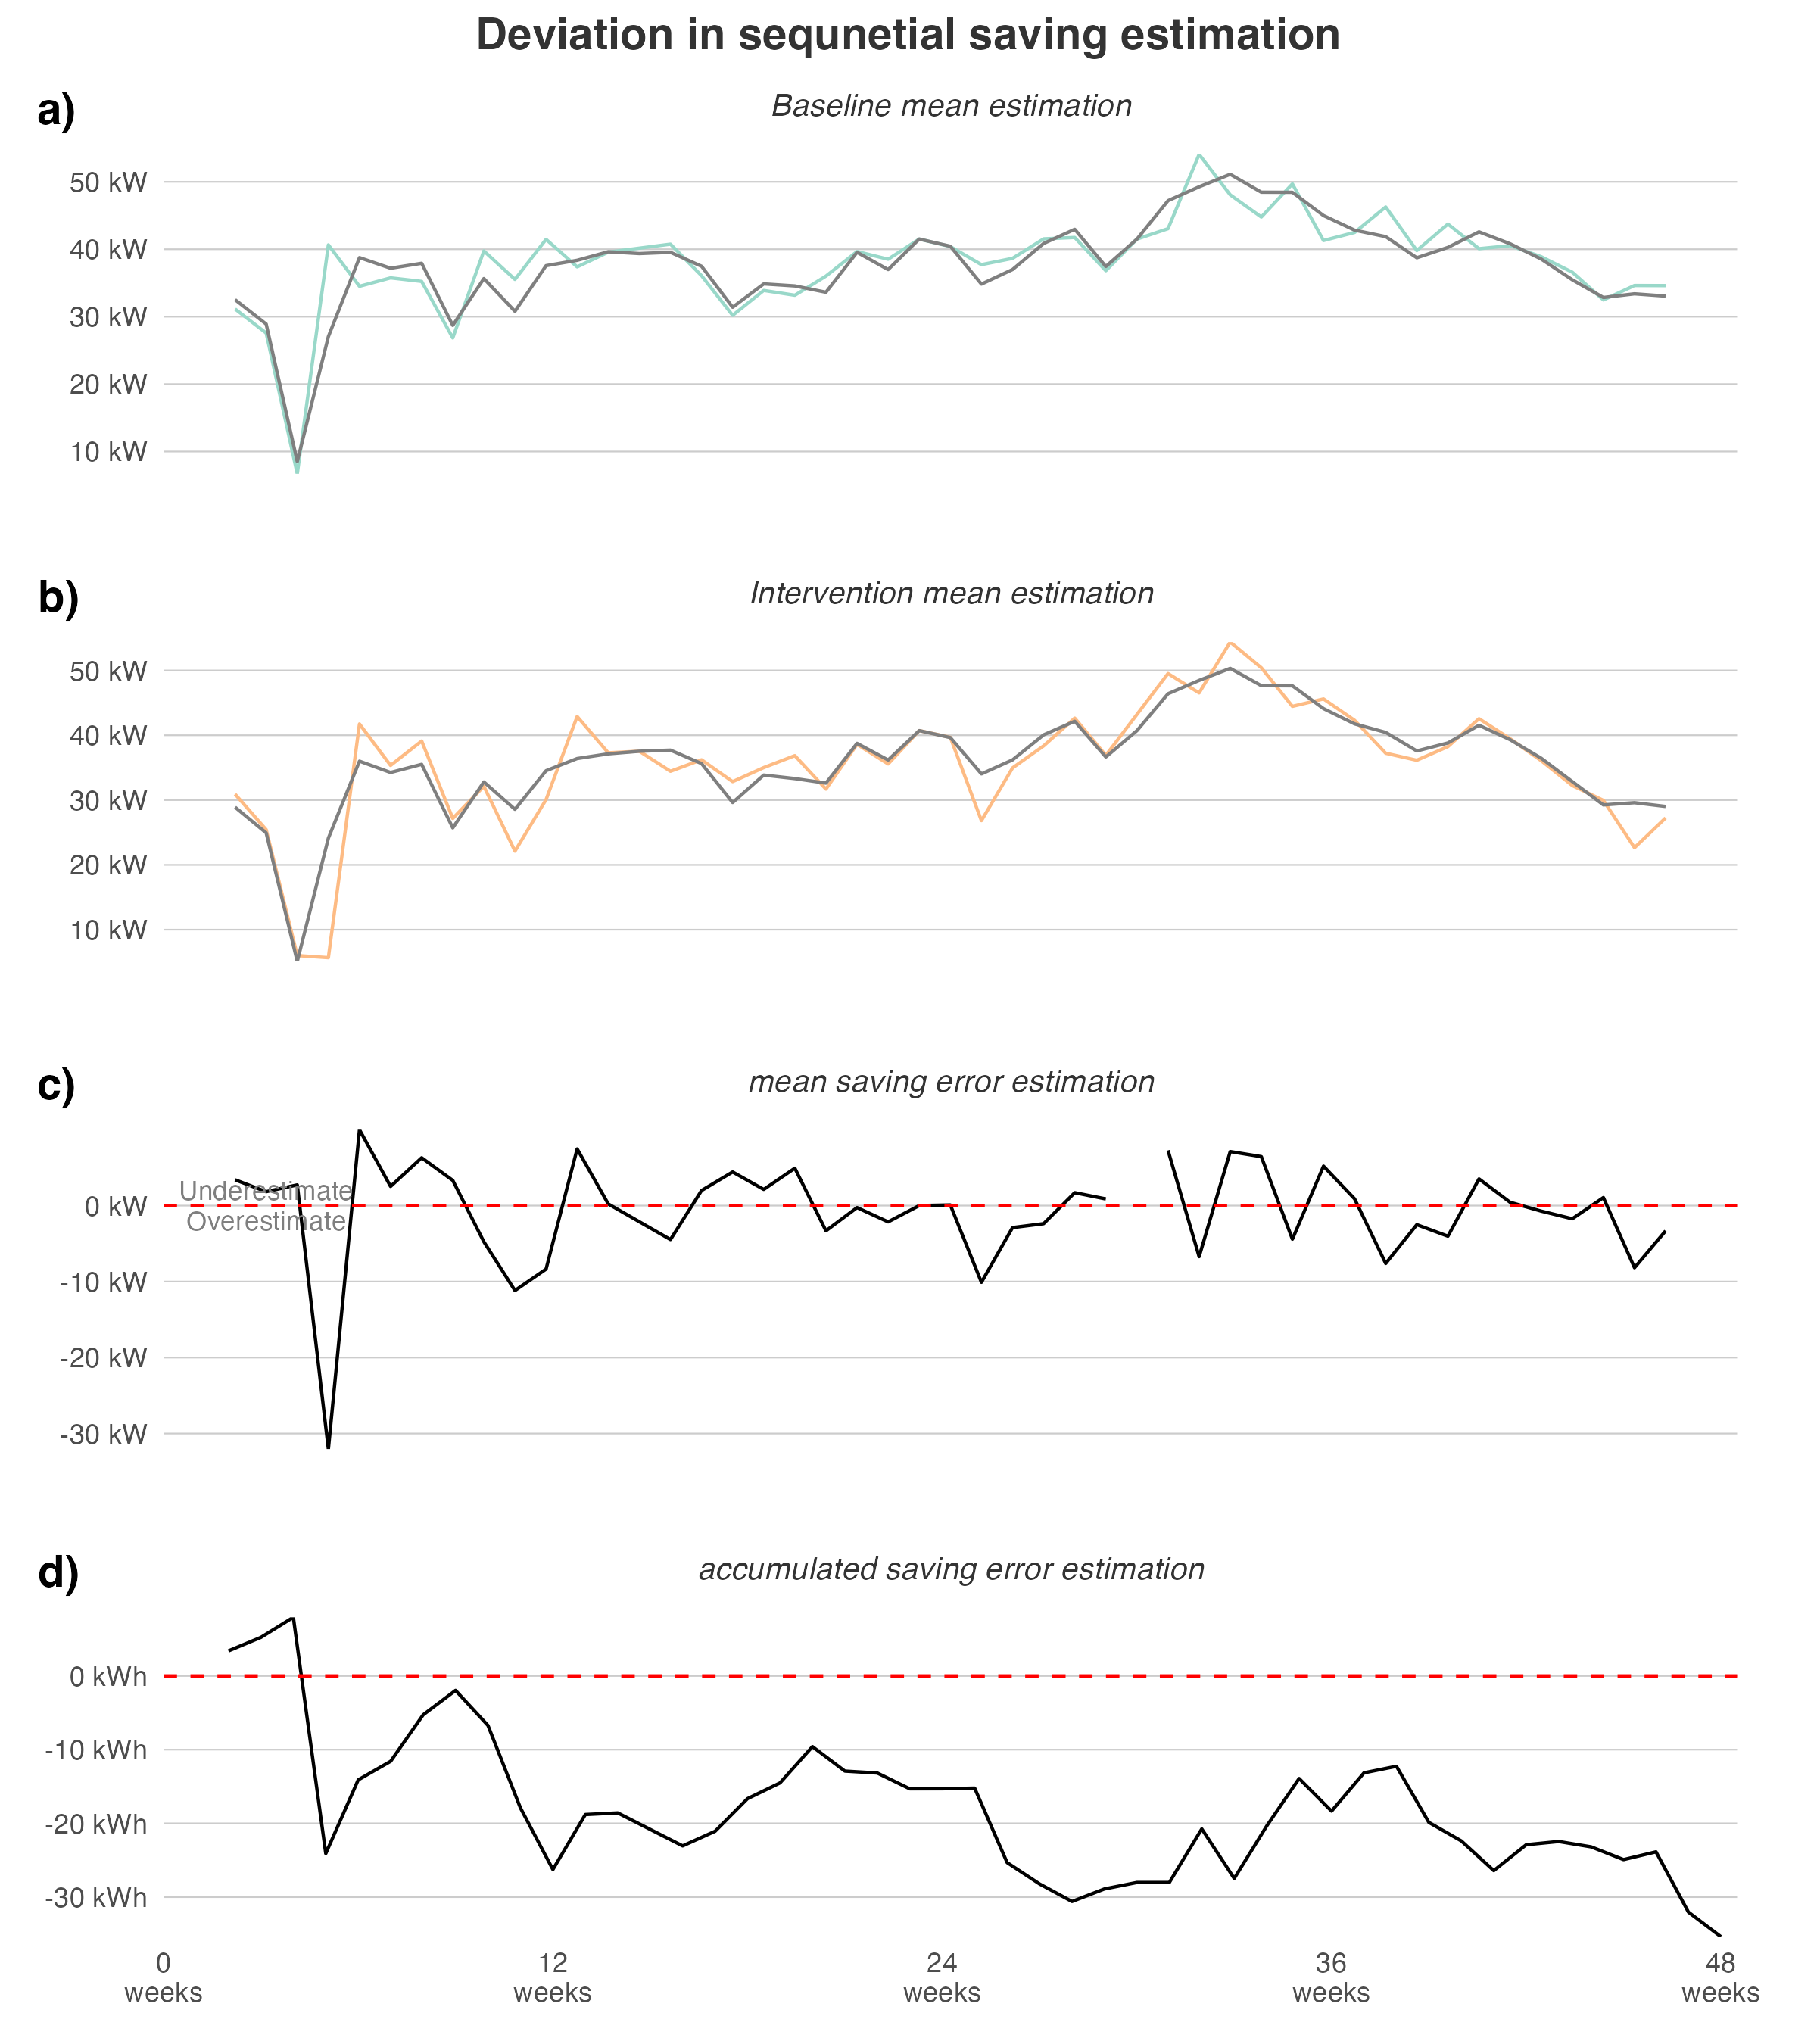 Deviation in sequnetial saving estimation
a)
Baseline mean estimation
50 kW
40 kW
30 kW
20 kW
10 kW
b)
Intervention mean estimation
50 kW
40 kW
30 kW
20 kW
10 kW
c)
mean saving error estimation
Underestimate
0 kW
Overestimate
-10 kW
-20 kW
-30 kW
d)
accumulated saving error estimation
0 kWh
-10 kWh
-20 kWh
-30 kWh
0 12 24 36 48
weeks weeks weeks weeks weeks